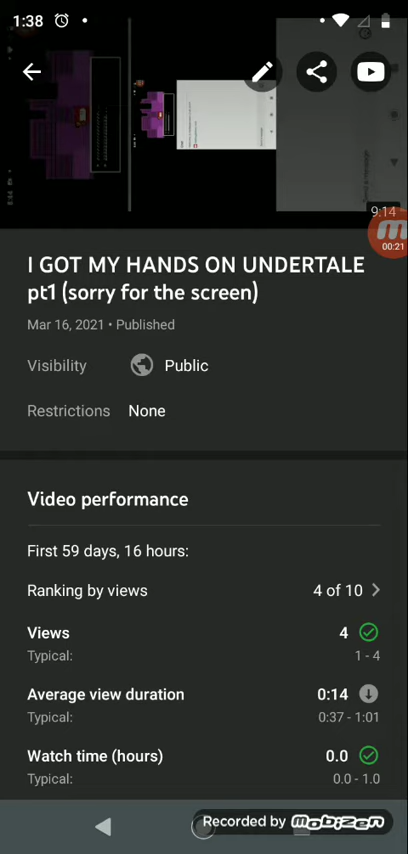 1:38
9:14
00:21
I GOT MY HANDS ON UNDERTALE
pt1 (sorry for the screen)
Mar 16, 2021 • Published
Visibility Public
Restrictions None
Video performance
First 59 days, 16 hours:
Ranking by views 4 of 10
Views 4
Typical: 1 - 4
Average view duration 0:14
Typical: 0:37 - 1:01
Watch time (hours) 0.0
Typical: 0.0 - 1.0
Recorded by mobizen